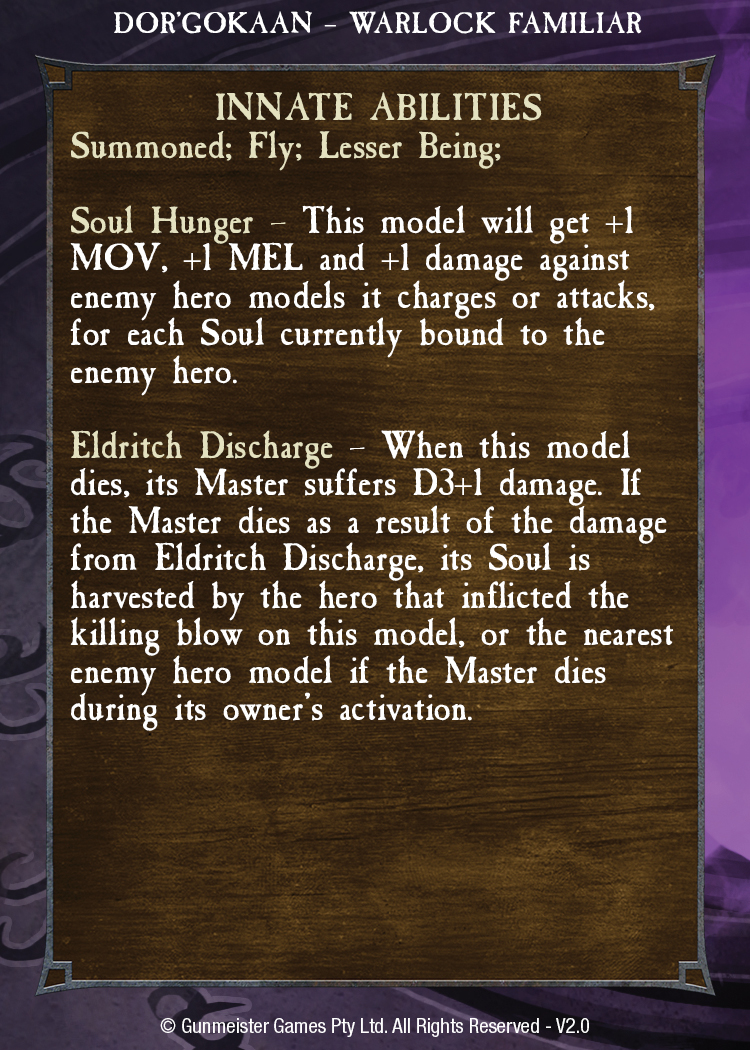 DOR'GOKAAN – WARLOCK FAMILIAR
INNATE ABILITIES
Summoned; Fly; Lesser Being;
Soul Hunger – This model will get +1
MOV, +1 MEL and +1 damage against
enemy hero models it charges or attacks,
for each Soul currently bound to the
enemy hero.
Eldritch Discharge – When this model
dies, its Master suffers D3+1 damage. If
the Master dies as a result of the damage
from Eldritch Discharge, its Soul is
harvested by the hero that inflicted the
killing blow on this model, or the nearest
enemy hero model if the Master dies
during its owner's activation.
© Gunmeister Games Pty Ltd. All Rights Reserved - V2.0